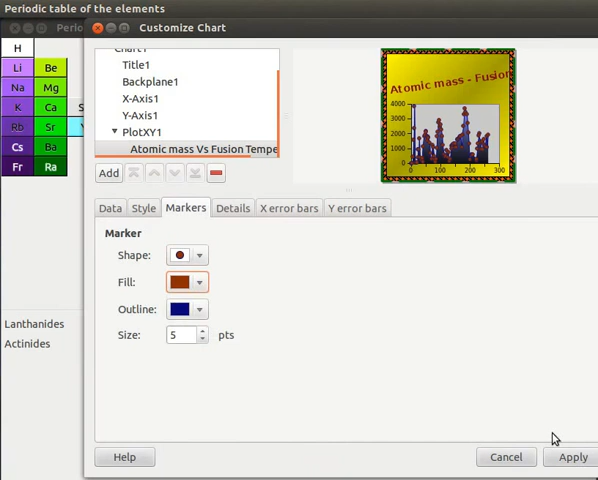 Periodic table of the elements
Perio
Customize Chart
H
Li Be
Na Mg
K Ca S
Rb Sr Y
Cs Ba
Fr Ra
Lanthanides
Actinides
Chart1
Title1
Backplane1
X-Axis1
Y-Axis1
PlotXY1
Atomic mass Vs Fusion Tempe
Add
Atomic mass - Fusion
4000
3000
2000
1000
0
0 100 200 300
Data Style Markers Details X error bars Y error bars
Marker
Shape:
Fill:
Outline:
Size: 5 pts
Help Cancel Apply